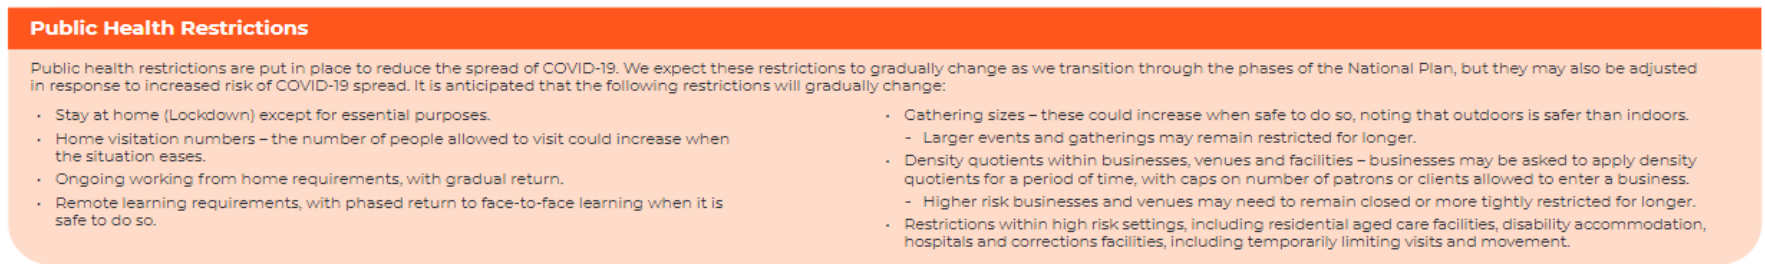 Public Health Restrictions
Public health restrictions are put in place to reduce the spread of COVID-19. We expect these restrictions to gradually change as we transition through the phases of the National Plan, but they may also be adjusted
in response to increased risk of COVID-19 spread. It is anticipated that the following restrictions will gradually change:
• Stay at home (Lockdown) except for essential purposes.
• Home visitation numbers – the number of people allowed to visit could increase when
the situation eases.
• Ongoing working from home requirements, with gradual return.
• Remote learning requirements, with phased return to face-to-face learning when it is
safe to do so.
• Gathering sizes – these could increase when safe to do so, noting that outdoors is safer than indoors.
- Larger events and gatherings may remain restricted for longer.
• Density quotients within businesses, venues and facilities – businesses may be asked to apply density
quotients for a period of time, with caps on number of patrons or clients allowed to enter a business.
- Higher risk businesses and venues may need to remain closed or more tightly restricted for longer.
• Restrictions within high risk settings, including residential aged care facilities, disability accommodation,
hospitals and corrections facilities, including temporarily limiting visits and movement.